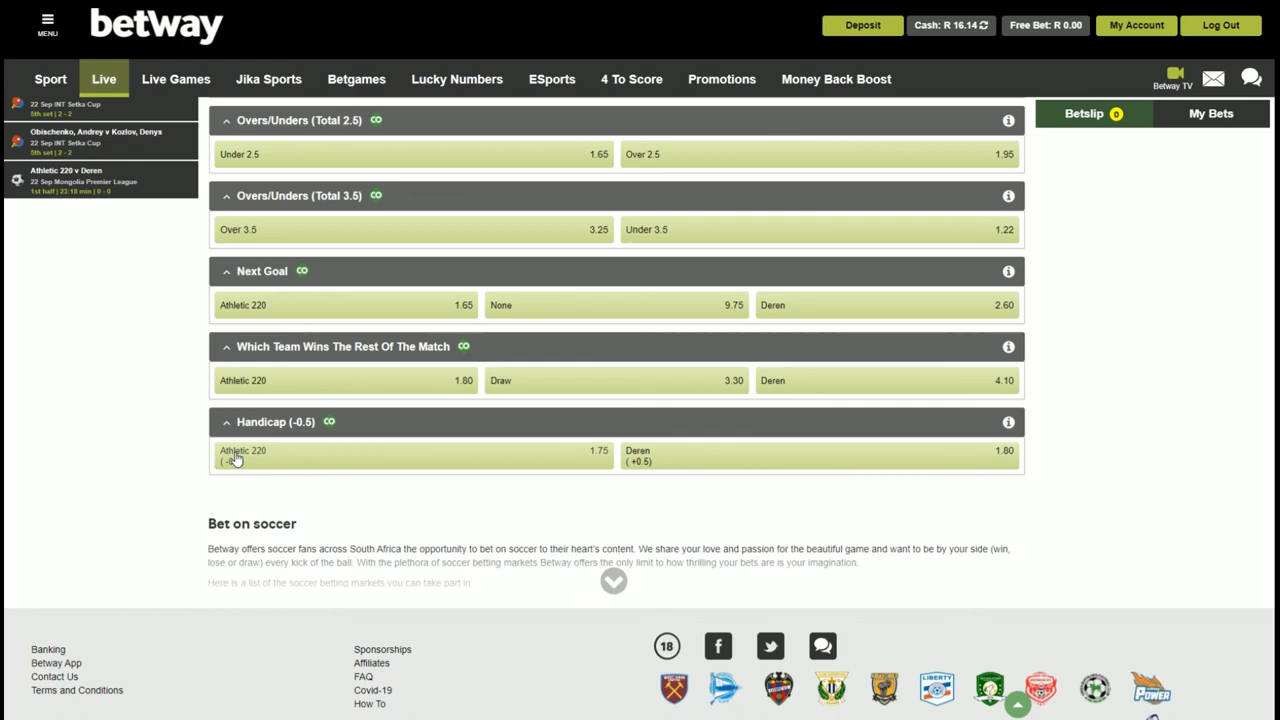 MENU
betway
Deposit
Cash: R 16.14
Free Bet: R 0.00
My Account
Log Out
Sport
Live
Live Games
Jika Sports
Betgames
Lucky Numbers
ESports
4 To Score
Promotions
Money Back Boost
Betway TV
22 Sep INT Setka Cup
5th set | 2 - 2
Obischenko, Andrey v Kozlov, Denys
22 Sep INT Setka Cup
5th set | 2 - 2
Athletic 220 v Deren
22 Sep Mongolia Premier League
1st half | 23:18 min | 0 - 0
Overs/Unders (Total 2.5) CO
Under 2.5 1.65 Over 2.5 1.95
Overs/Unders (Total 3.5) CO
Over 3.5 3.25 Under 3.5 1.22
Next Goal CO
Athletic 220 1.65 None 9.75 Deren 2.60
Which Team Wins The Rest Of The Match CO
Athletic 220 1.80 Draw 3.30 Deren 4.10
Handicap (-0.5) CO
Athletic 220 1.75 Deren 1.80
( +0.5)
Betslip 0
My Bets
Bet on soccer
Betway offers soccer fans across South Africa the opportunity to bet on soccer to their heart's content. We share your love and passion for the beautiful game and want to be by your side (win,
lose or draw) every kick of the ball. With the plethora of soccer betting markets Betway offers the only limit to how thrilling your bets are is your imagination.
Here is a list of the soccer betting markets you can take part in:
Banking
Betway App
Contact Us
Terms and Conditions
Sponsorships
Affiliates
FAQ
Covid-19
How To
18
LIBERTY
POWER